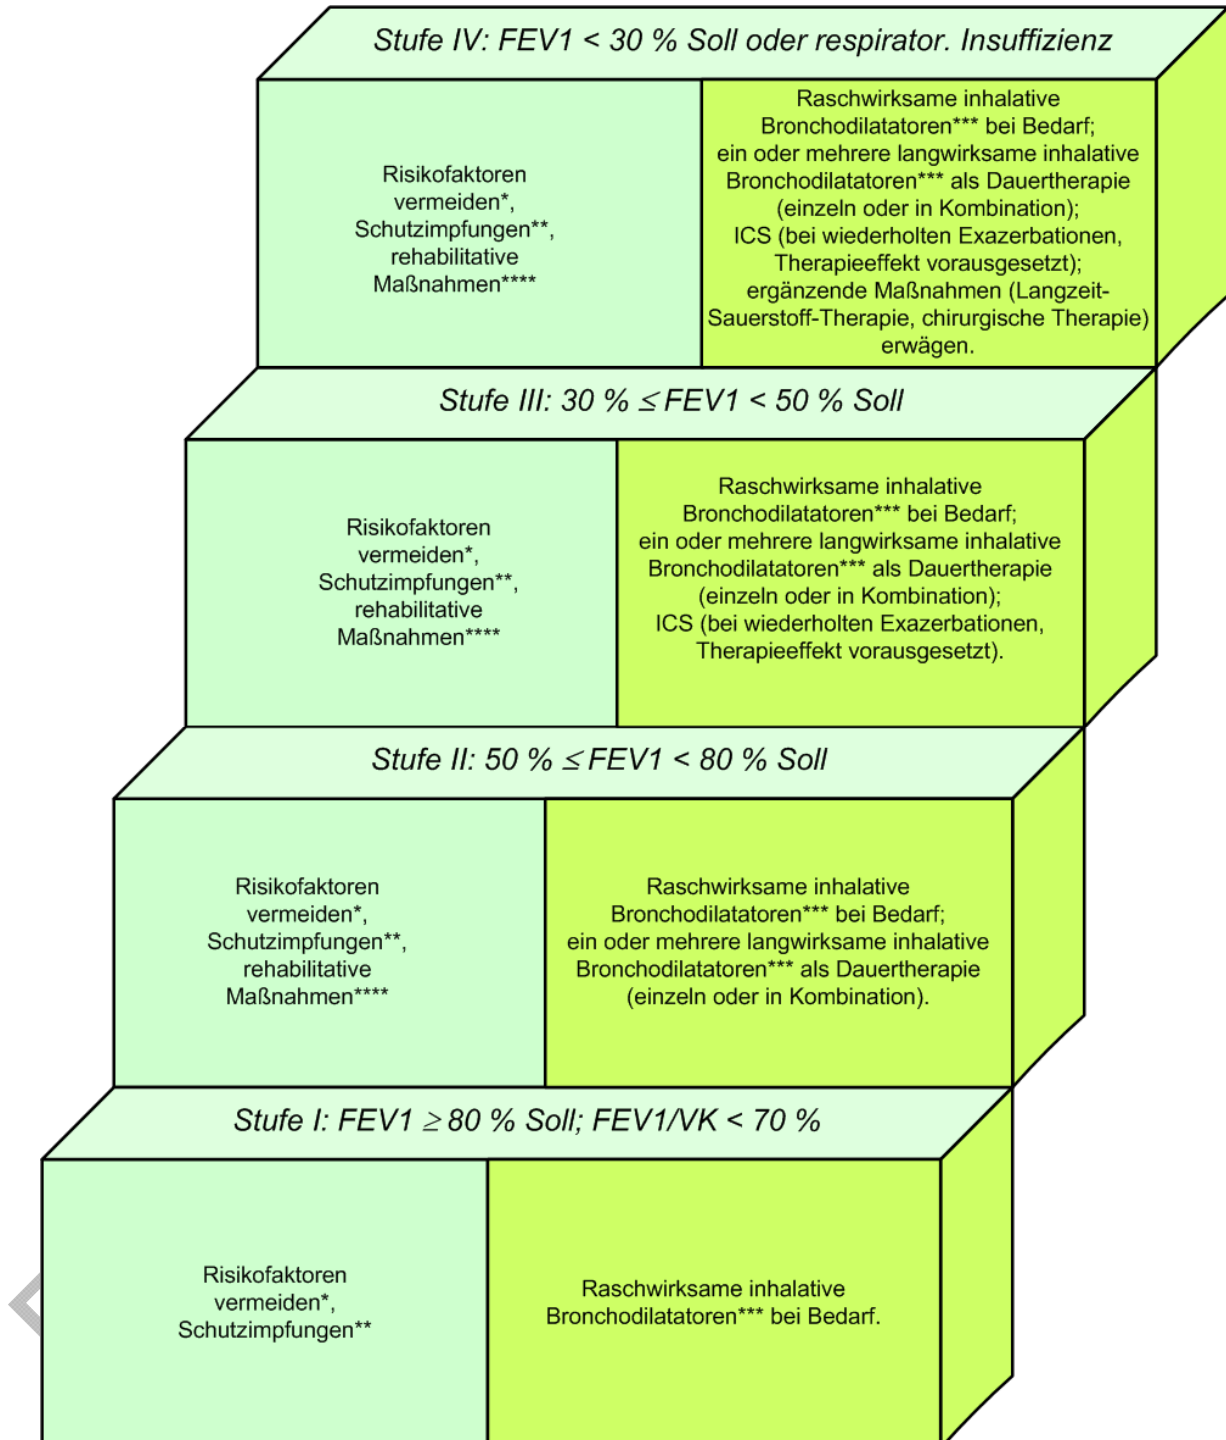 Stufe IV: FEV1 < 30 % Soll oder respirator. Insuffizienz
Risikofaktoren
vermeiden*,
Schutzimpfungen**,
rehabilitative
Maßnahmen****
Raschwirksame inhalative
Bronchodilatatoren*** bei Bedarf;
ein oder mehrere langwirksame inhalative
Bronchodilatatoren*** als Dauertherapie
(einzeln oder in Kombination);
ICS (bei wiederholten Exazerbationen,
Therapieeffekt vorausgesetzt);
ergänzende Maßnahmen (Langzeit-
Sauerstoff-Therapie, chirurgische Therapie)
erwägen.
Stufe III: 30 % ≤ FEV1 < 50 % Soll
Risikofaktoren
vermeiden*,
Schutzimpfungen**,
rehabilitative
Maßnahmen****
Raschwirksame inhalative
Bronchodilatatoren*** bei Bedarf;
ein oder mehrere langwirksame inhalative
Bronchodilatatoren*** als Dauertherapie
(einzeln oder in Kombination);
ICS (bei wiederholten Exazerbationen,
Therapieeffekt vorausgesetzt).
Stufe II: 50 % ≤ FEV1 < 80 % Soll
Risikofaktoren
vermeiden*,
Schutzimpfungen**,
rehabilitative
Maßnahmen****
Raschwirksame inhalative
Bronchodilatatoren*** bei Bedarf;
ein oder mehrere langwirksame inhalative
Bronchodilatatoren*** als Dauertherapie
(einzeln oder in Kombination).
Stufe I: FEV1 ≥ 80 % Soll; FEV1/VK < 70 %
Risikofaktoren
vermeiden*,
Schutzimpfungen**
Raschwirksame inhalative
Bronchodilatatoren*** bei Bedarf.